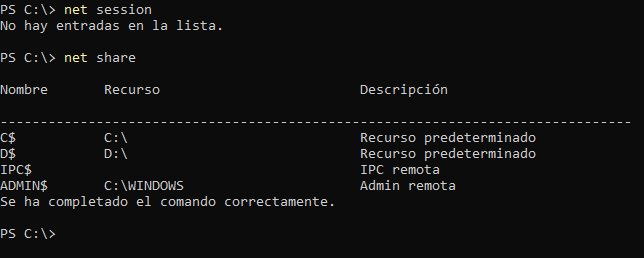 PS C:\> net session
No hay entradas en la lista.
PS C:\> net share
Nombre       Recurso                         Descripción
-------------------------------------------------------------------------------
C$           C:\                             Recurso predeterminado
D$           D:\                             Recurso predeterminado
IPC$                                         IPC remota
ADMIN$       C:\WINDOWS                      Admin remota
Se ha completado el comando correctamente.
PS C:\>